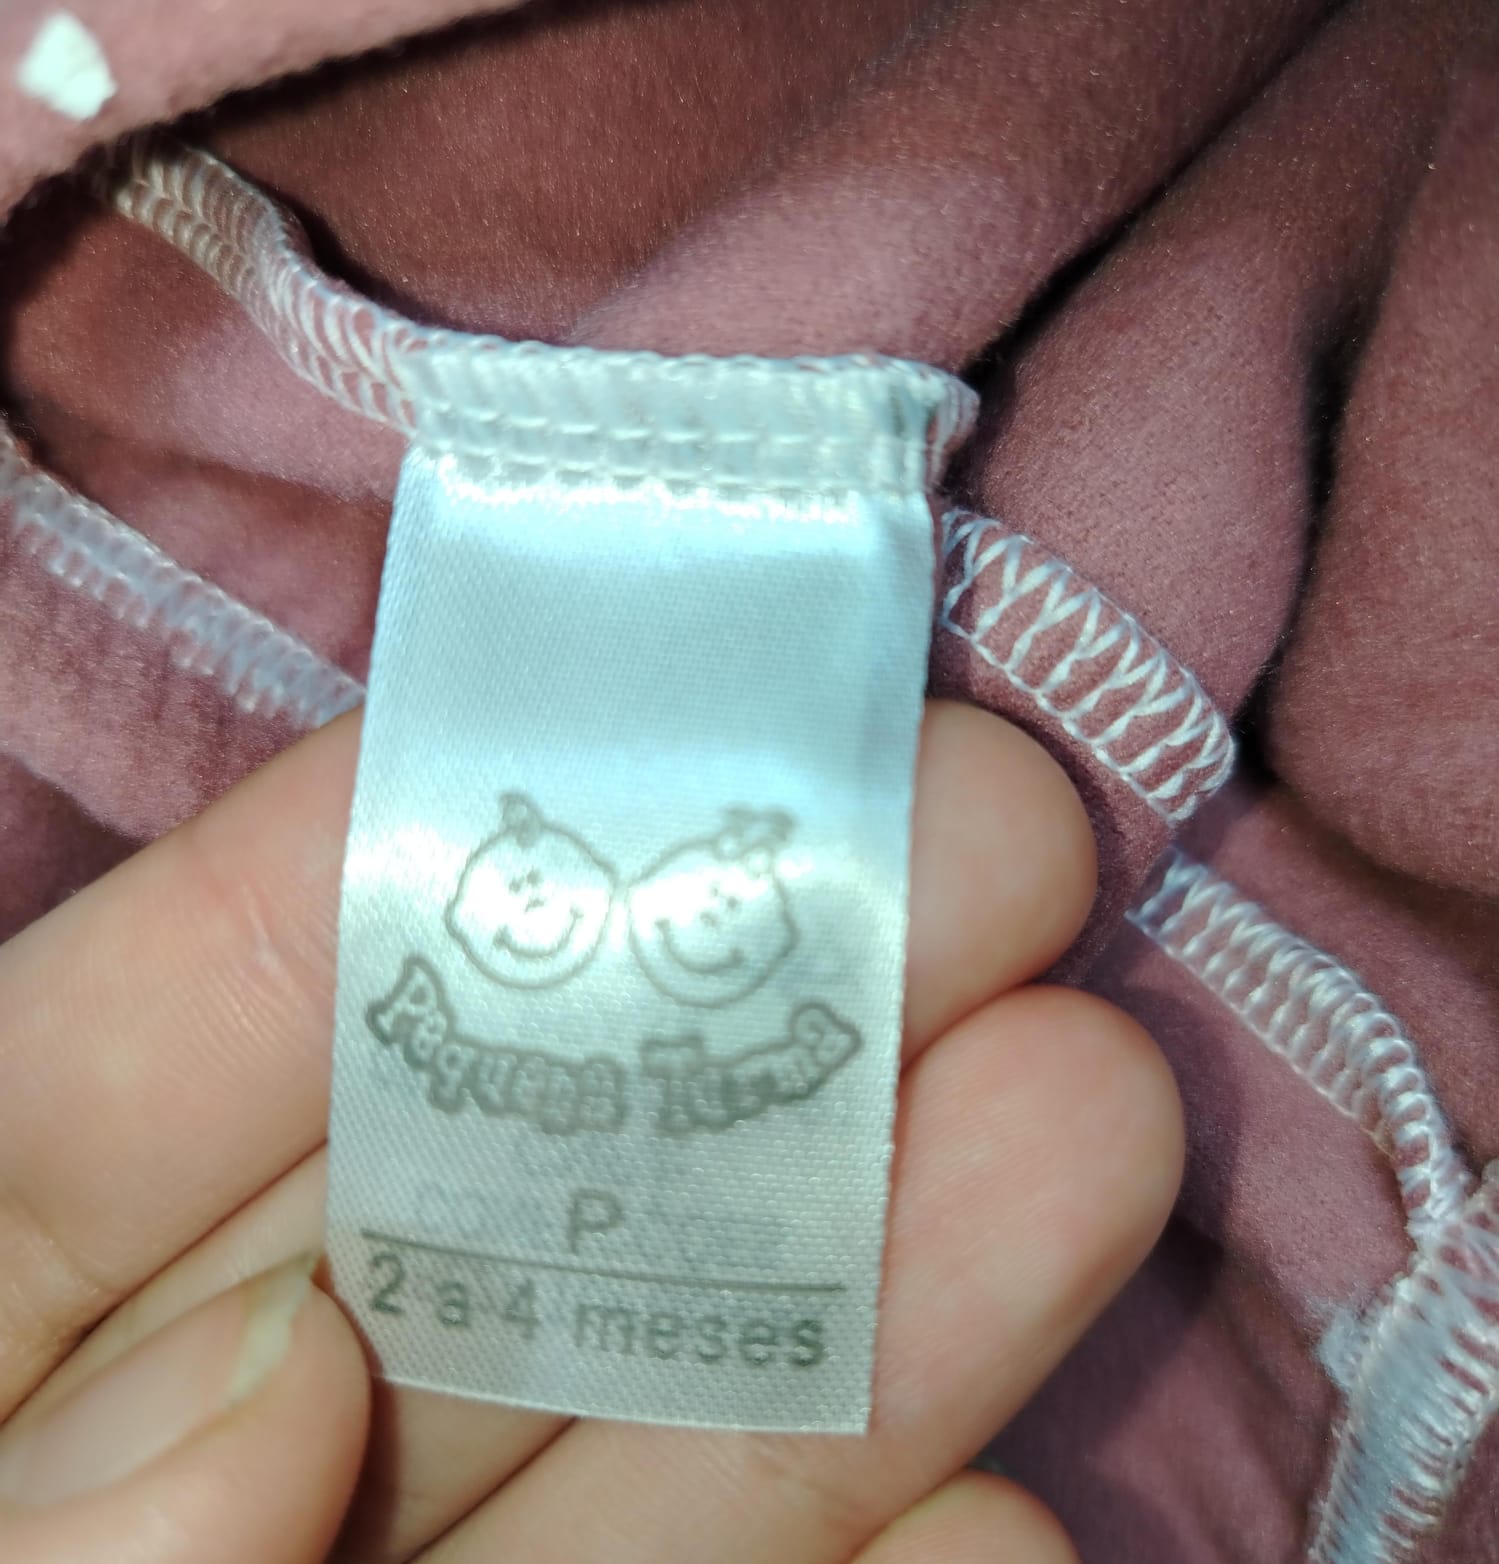 Pequena Turma
P
2 a 4 meses